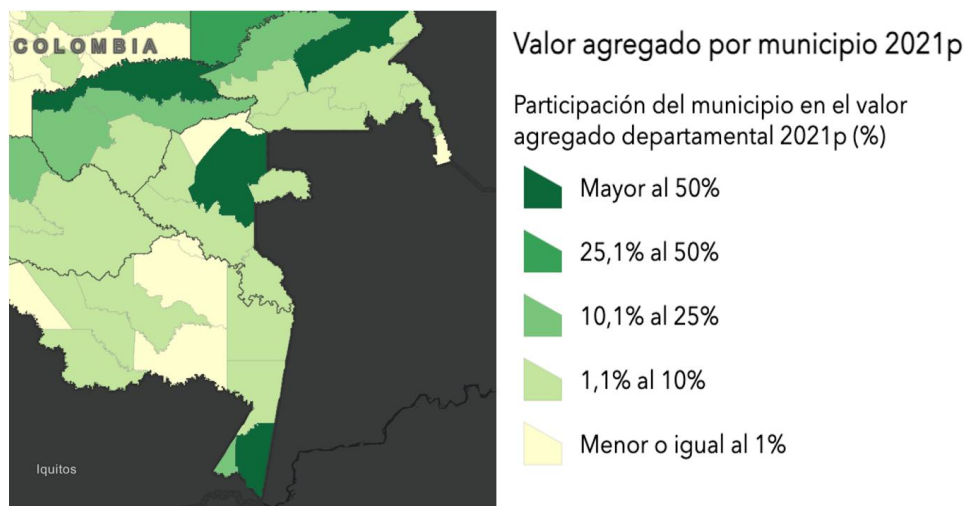 COLOMBIA
Iquitos
Valor agregado por municipio 2021p
Participación del municipio en el valor
agregado departamental 2021p (%)
Mayor al 50%
25,1% al 50%
10,1% al 25%
1,1% al 10%
Menor o igual al 1%